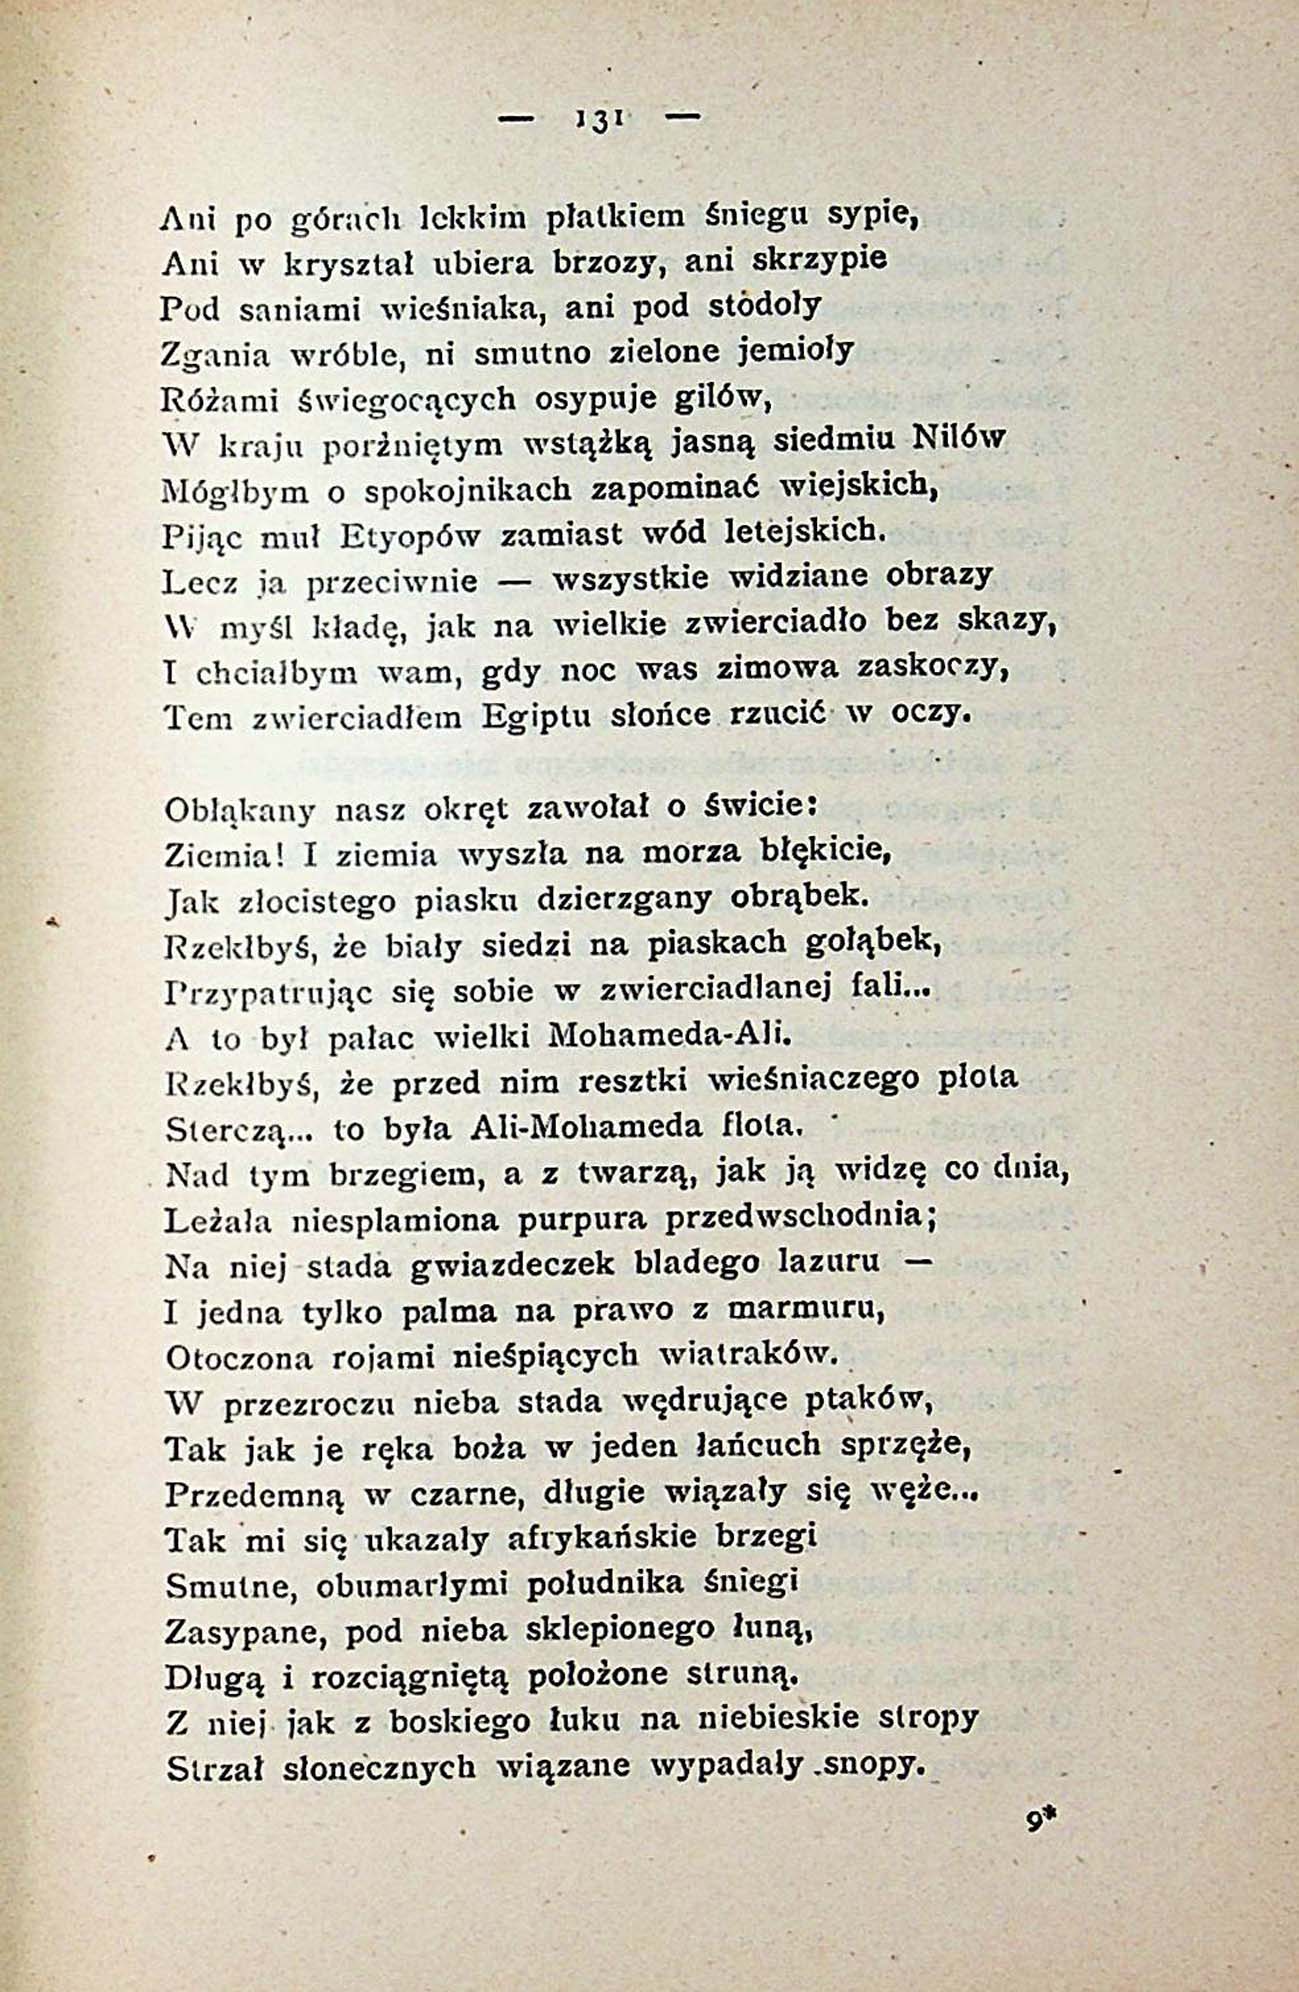 — 131 —
Ani po górach lekkim płatkiem śniegu sypie,
Ani w kryształ ubiera brzozy, ani skrzypie
Pod saniami wieśniaka, ani pod stodoły
Zgania wróble, ni smutno zielone jemioły
Różami świegocących osypuje gilów,
W kraju porżniętym wstążką jasną siedmiu Nilów
Mógłbym o spokojnikach zapominać wiejskich,
Pijąc muł Etyopów zamiast wód letejskich.
Lecz ja przeciwnie — wszystkie widziane obrazy
W myśl kładę, jak na wielkie zwierciadło bez skazy,
I chciałbym wam, gdy noc was zimowa zaskoczy,
Tem zwierciadłem Egiptu słońce rzucić w oczy.
Obłąkany nasz okręt zawołał o świcie:
Ziemia! I ziemia wyszła na morza błękicie,
Jak złocistego piasku dzierzgany obrąbek.
Rzekłbyś, że biały siedzi na piaskach gołąbek,
Przypatrując się sobie w zwierciadlanej fali...
A to był pałac wielki Mohameda-Ali.
Rzekłbyś, że przed nim resztki wieśniaczego płota
Sterczą... to była Ali-Mohameda flota.
Nad tym brzegiem, a z twarzą, jak ją widzę co dnia,
Leżała niesplamiona purpura przedwschodnia;
Na niej stada gwiazdeczek bladego lazuru —
I jedna tylko palma na prawo z marmuru,
Otoczona rojami nieśpiących wiatraków.
W przezroczu nieba stada wędrujące ptaków,
Tak jak je ręka boża w jeden łańcuch sprzęże,
Przedemną w czarne, długie wiązały się węże...
Tak mi się ukazały afrykańskie brzegi
Smutne, obumarłymi południka śniegi
Zasypane, pod nieba sklepionego łuną,
Długą i rozciągniętą położone struną.
Z niej jak z boskiego łuku na niebieskie stropy
Strzał słonecznych wiązane wypadały snopy.
9*